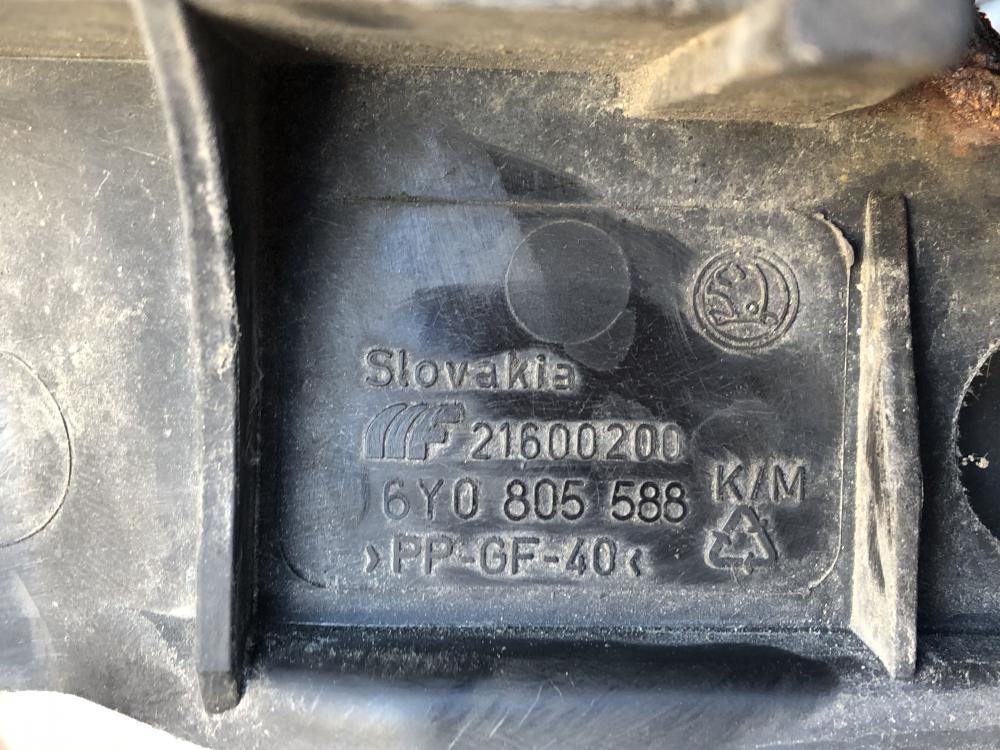 Slovakia
21600200
6Y0 805 588 K/M
>PP-GF-40<